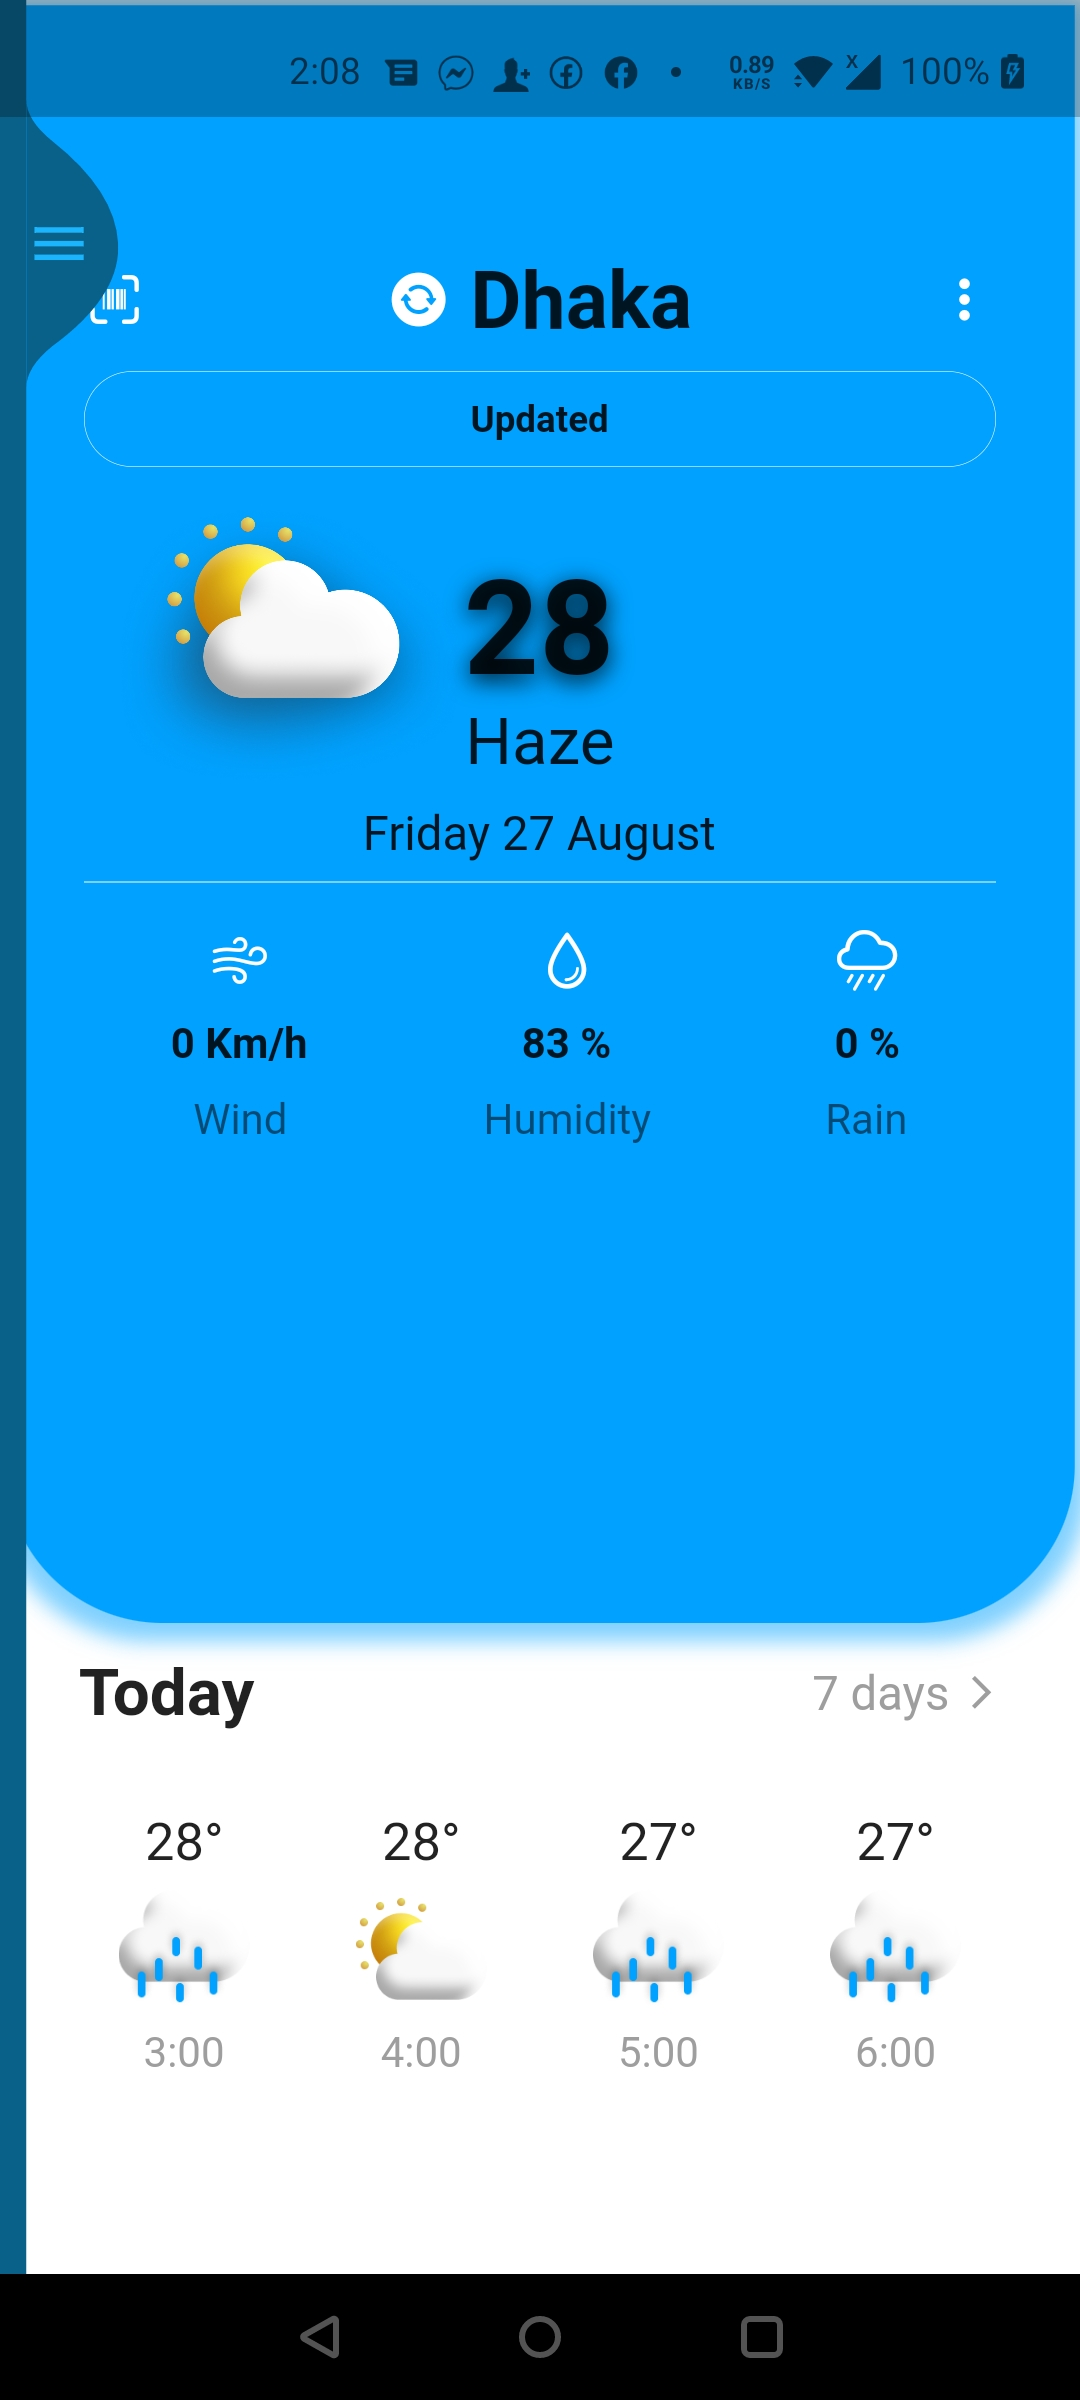 2:08 0.89 KB/S X 100%
Dhaka
Updated
28
Haze
Friday 27 August
0 Km/h 83 % 0 %
Wind Humidity Rain
Today 7 days
28° 28° 27° 27°
3:00 4:00 5:00 6:00